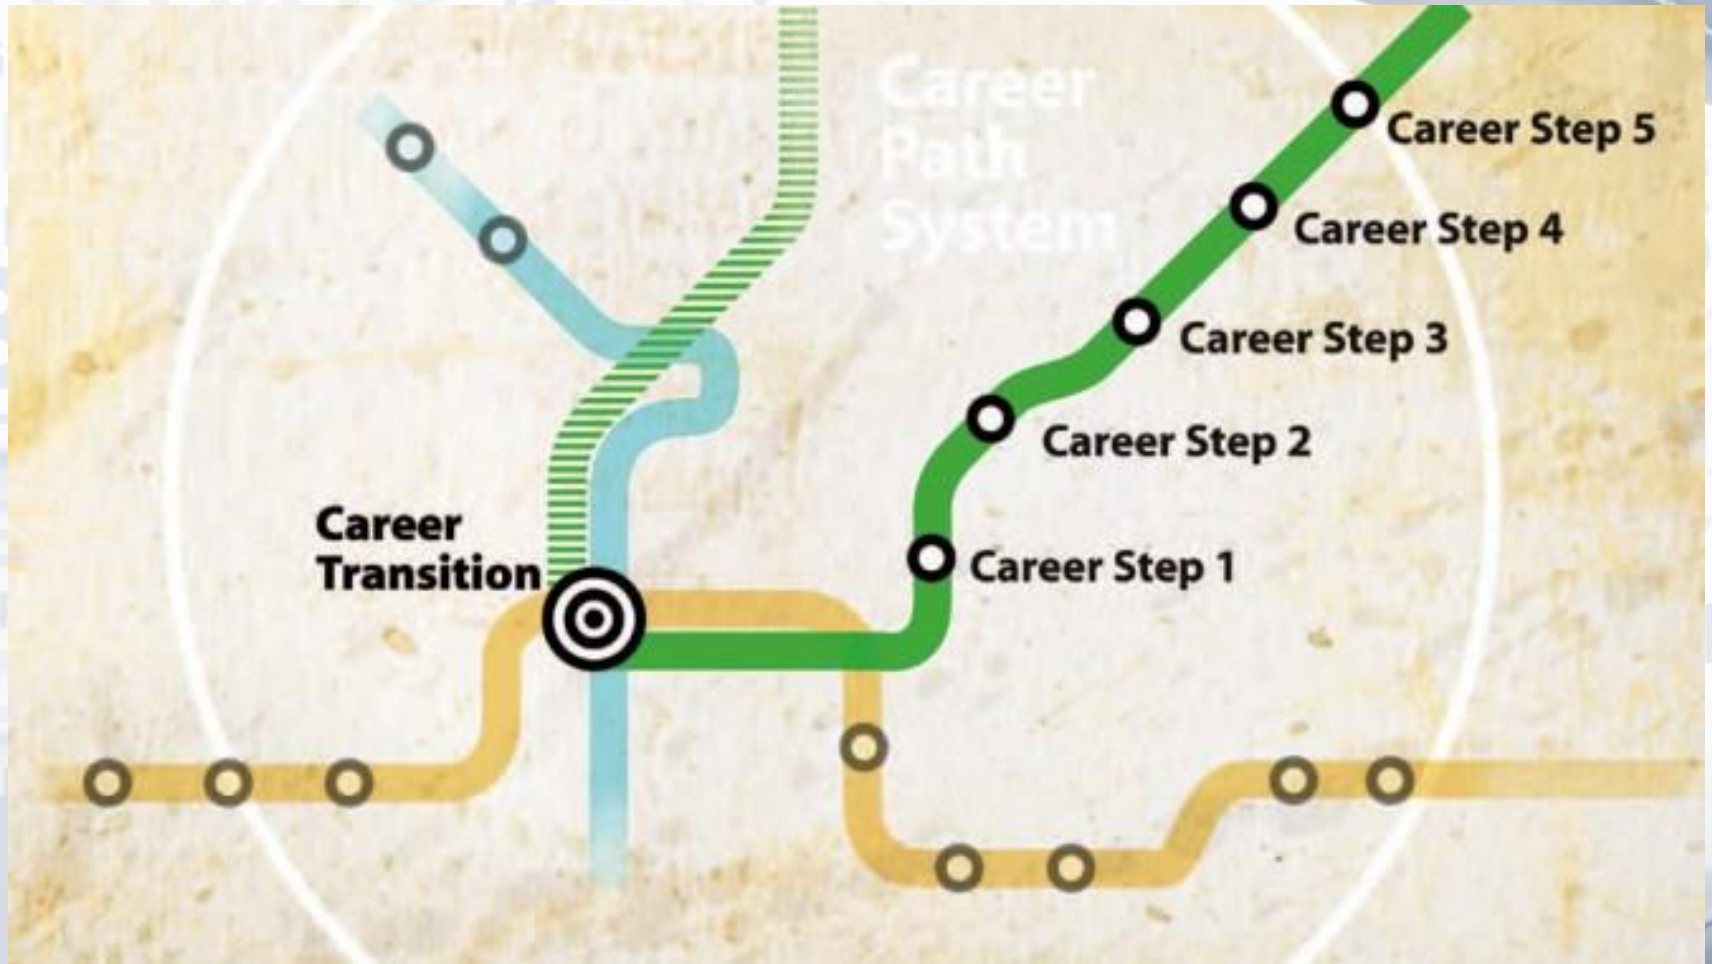 Career
Path
System
Career Step 5
Career Step 4
Career Step 3
Career Step 2
Career
Transition
Career Step 1